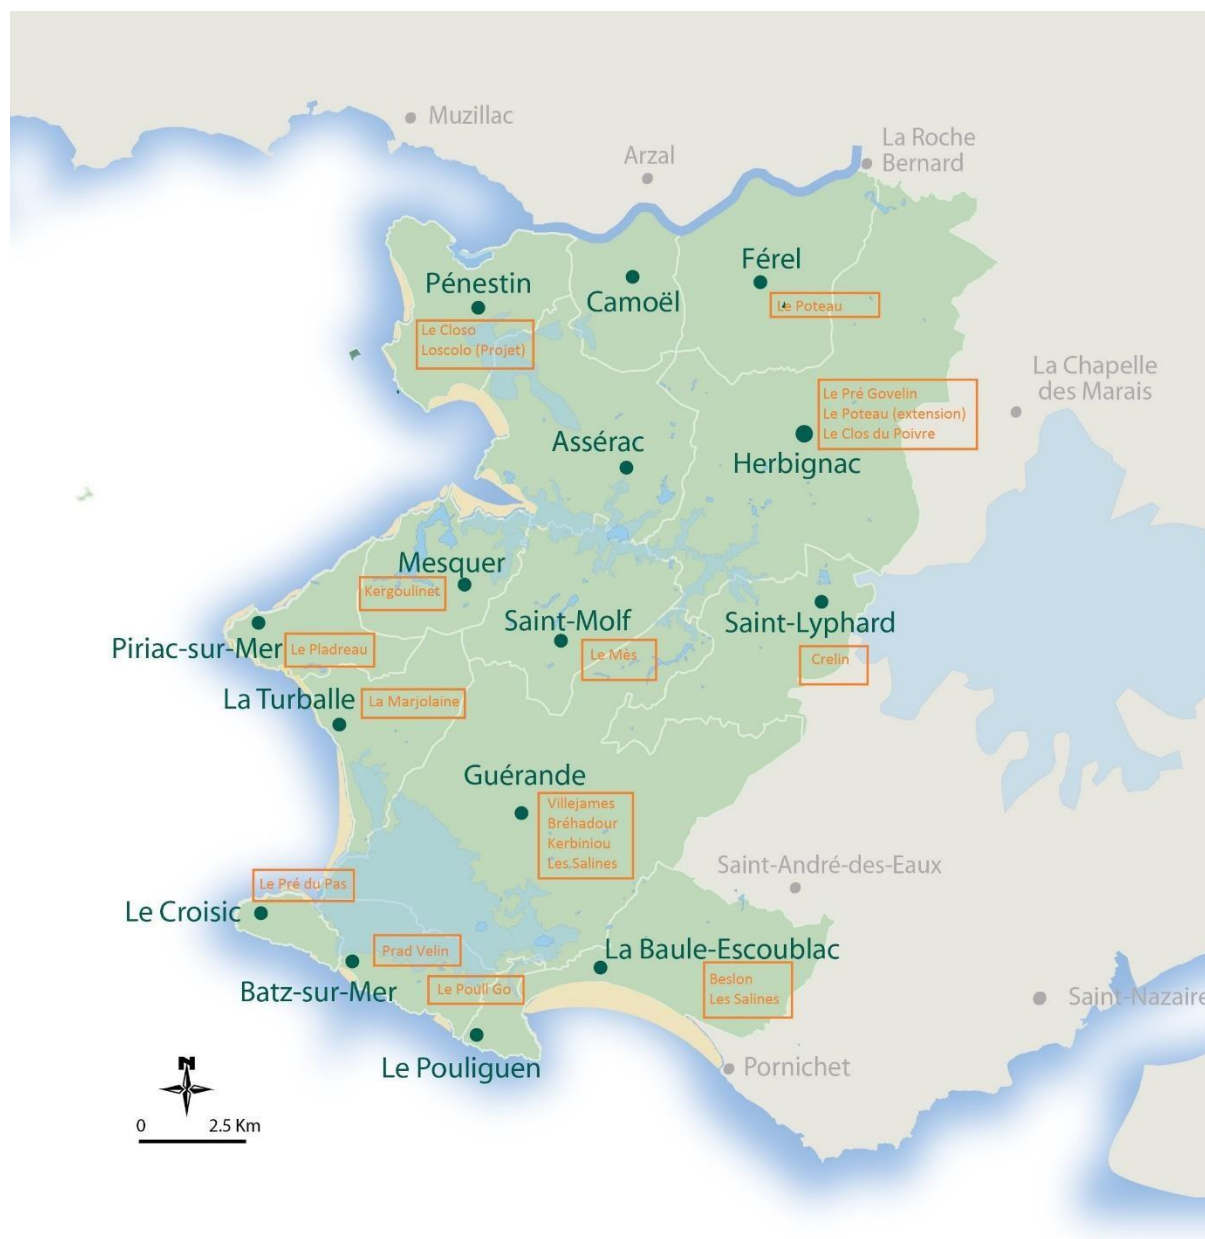 Muzillac
Arzal
La Roche
Bernard
Férel
Pénestin
Camoël
Le Poteau
Le Closo
Loscolo (Projet)
La Chapelle
des Marais
Le Pré Govelin
Le Poteau (extension)
Le Clos du Poivre
Assérac
Herbignac
Mesquer
Kergoulinet
Saint-Molf
Saint-Lyphard
Piriac-sur-Mer
Le Pladreau
Le Mès
Crelin
La Turballe
La Marjolaine
Guérande
Villejames
Bréhadour
Kerbiniou
Les Salines
Saint-André-des-Eaux
Le Pré du Pas
Le Croisic
Prad Velin
La Baule-Escoublac
Batz-sur-Mer
Le Poull Go
Beslon
Les Salines
Saint-Nazaire
Le Pouliguen
Pornichet
N
0 2.5 Km